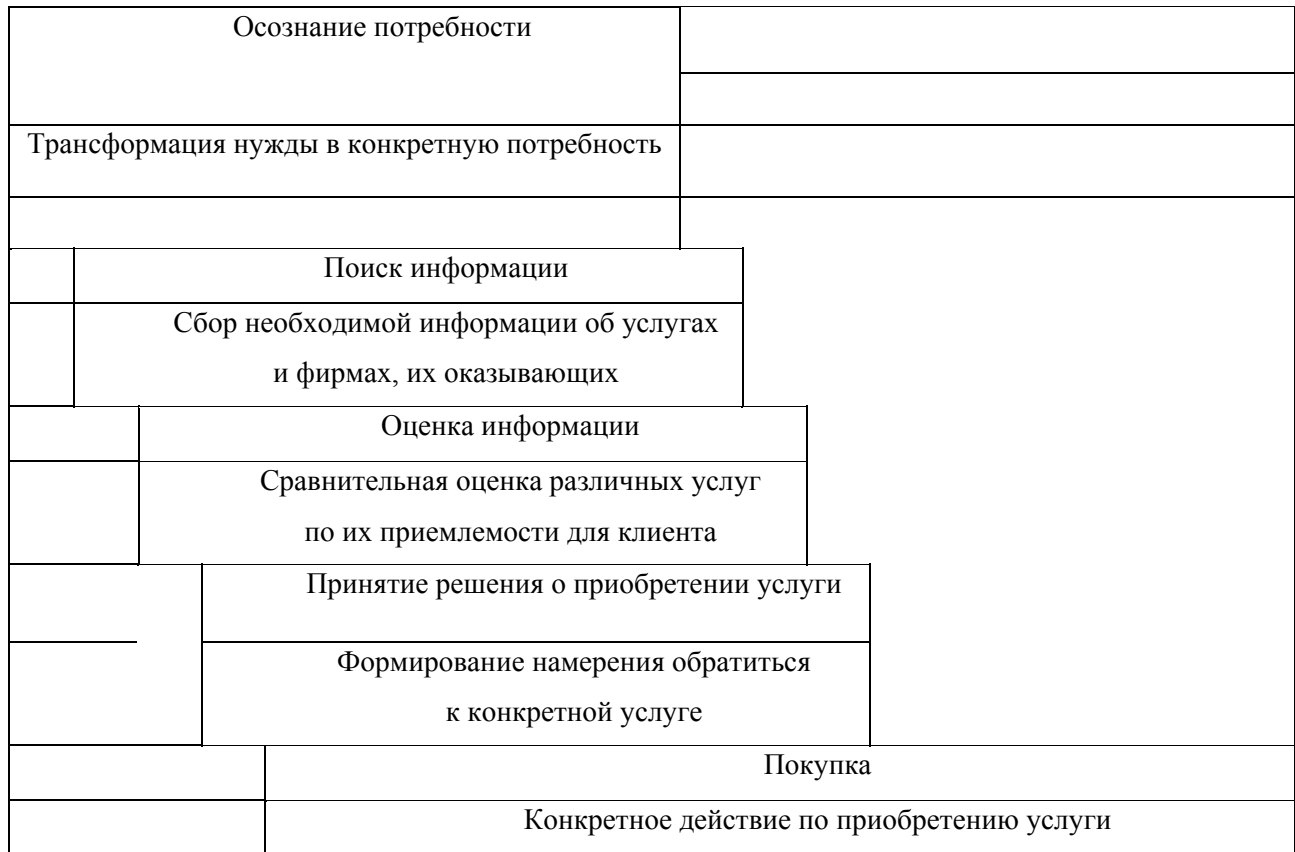 Осознание потребности
Трансформация нужды в конкретную потребность
Поиск информации
Сбор необходимой информации об услугах
и фирмах, их оказывающих
Оценка информации
Сравнительная оценка различных услуг
по их приемлемости для клиента
Принятие решения о приобретении услуги
Формирование намерения обратиться
к конкретной услуге
Покупка
Конкретное действие по приобретению услуги